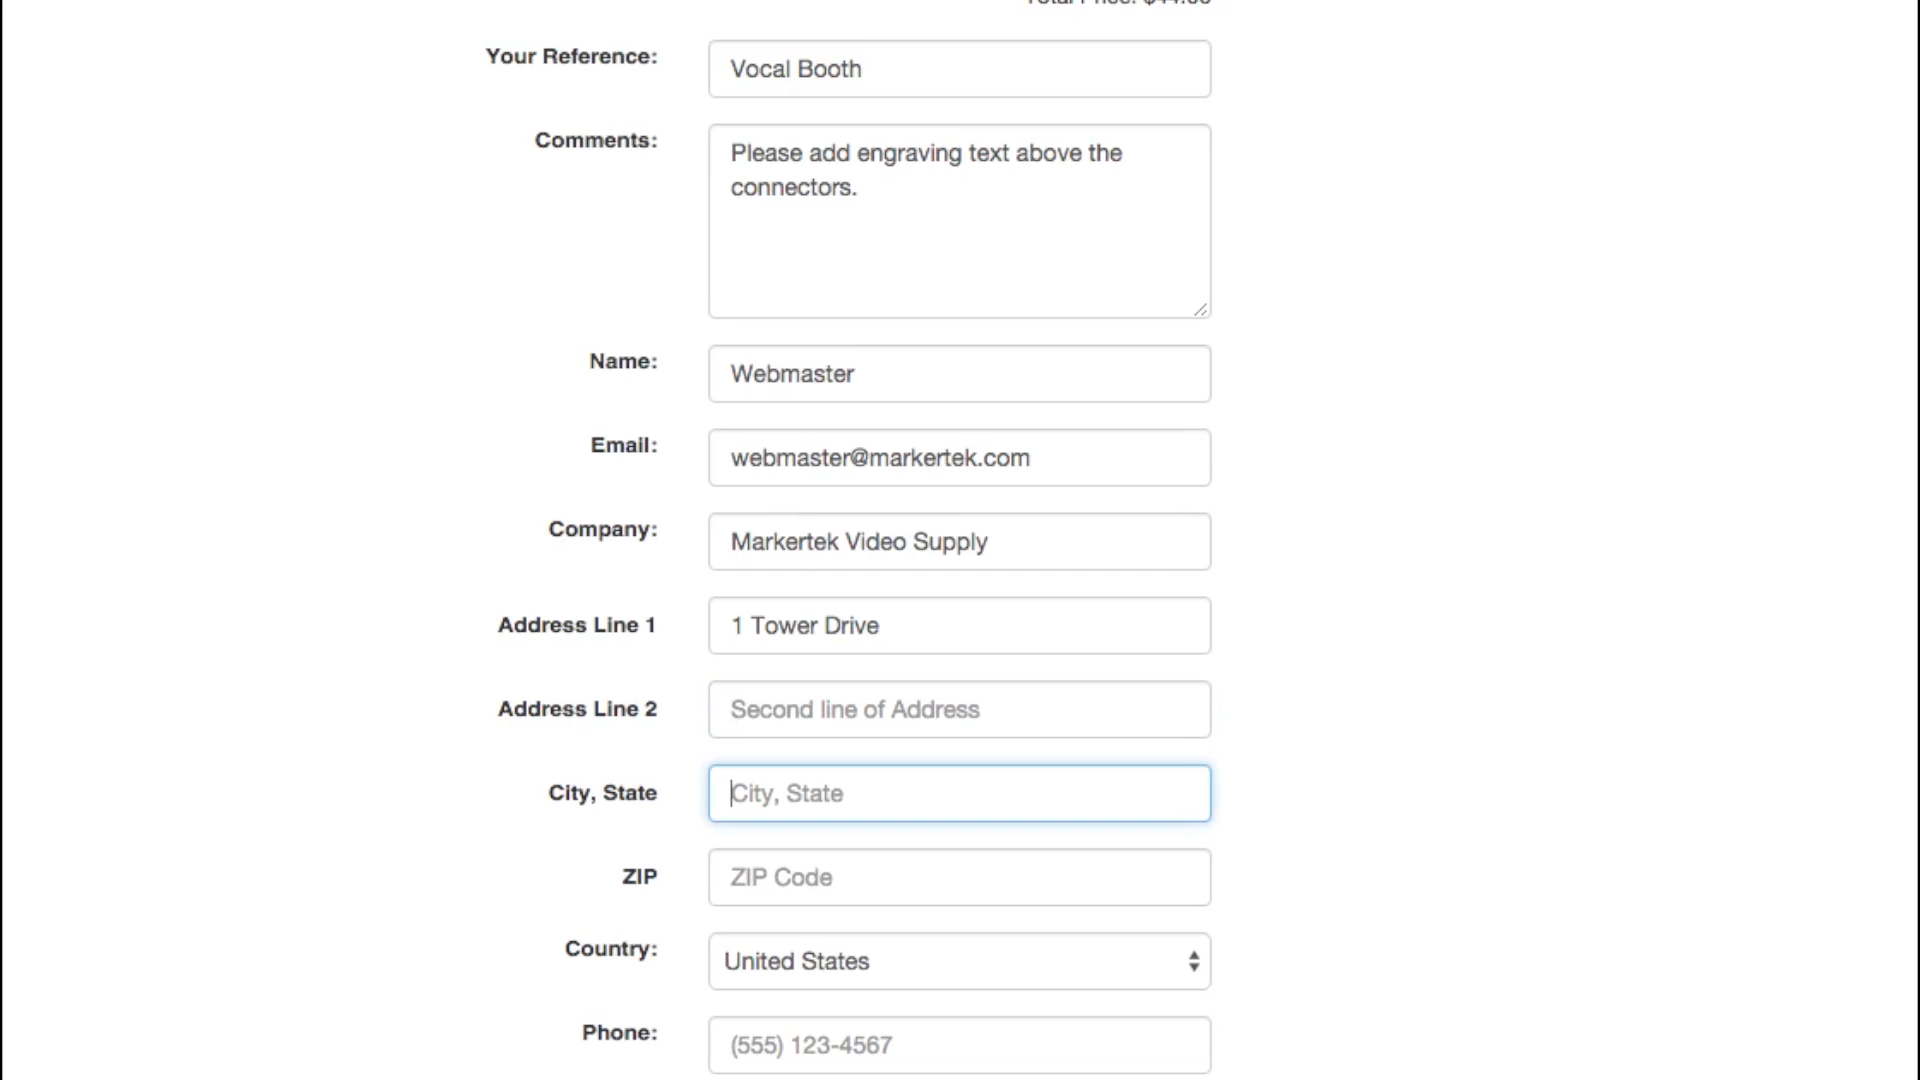 Your Reference:
Vocal Booth
Comments:
Please add engraving text above the
connectors.
Name:
Webmaster
Email:
webmaster@markertek.com
Company:
Markertek Video Supply
Address Line 1
1 Tower Drive
Address Line 2
Second line of Address
City, State
City, State
ZIP
ZIP Code
Country:
United States
Phone:
(555) 123-4567